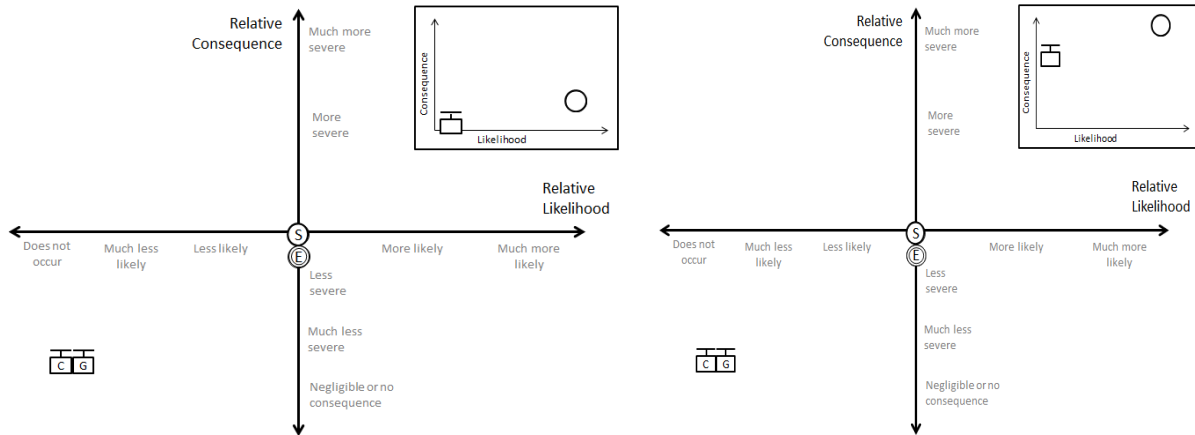 Relative
Consequence
Much more
severe
Consequence
Likelihood
More
severe
Relative
Likelihood
S
E
Does not
occur
Much less
likely
Less likely
More likely
Much more
likely
Less
severe
Much less
severe
C G
Negligible or no
consequence
Relative
Consequence
Much more
severe
Consequence
Likelihood
More
severe
Relative
Likelihood
S
E
Does not
occur
Much less
likely
Less likely
More likely
Much more
likely
Less
severe
Much less
severe
C G
Negligible or no
consequence